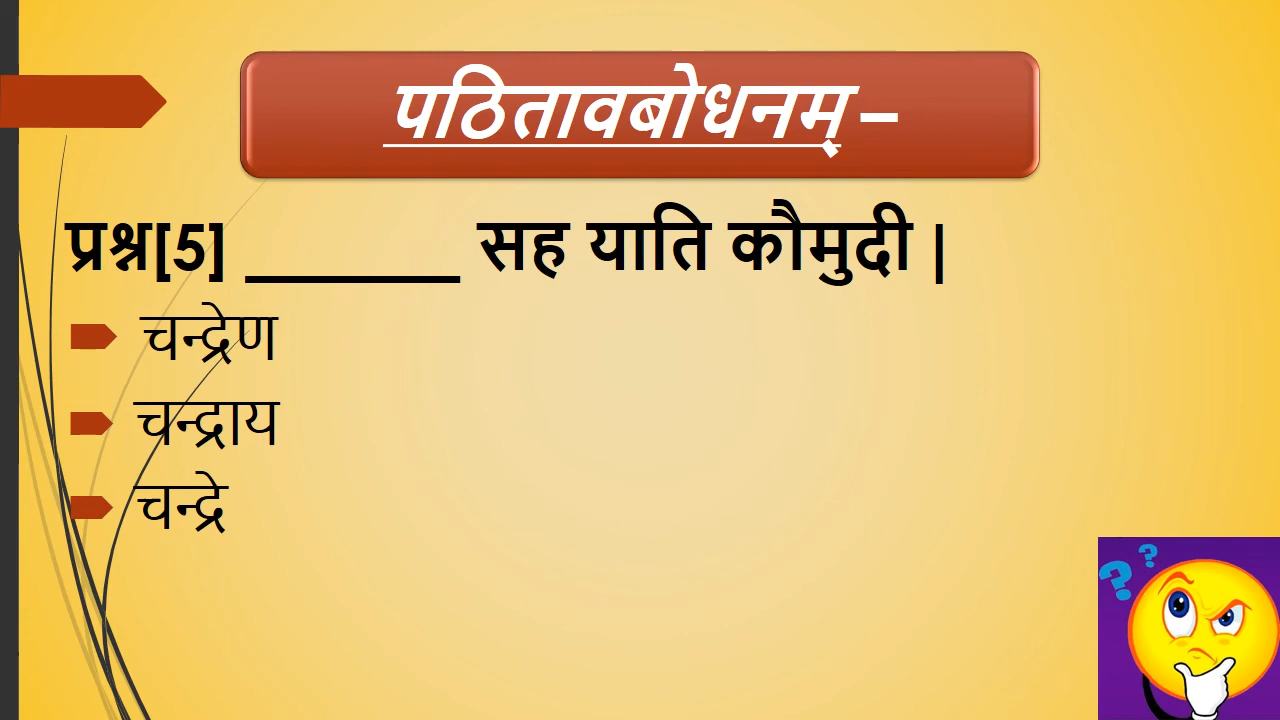 पठितावबोधनम् –
प्रश्न[5] ______ सह याति कौमुदी |
चन्द्रेण
चन्द्राय
चन्द्रे